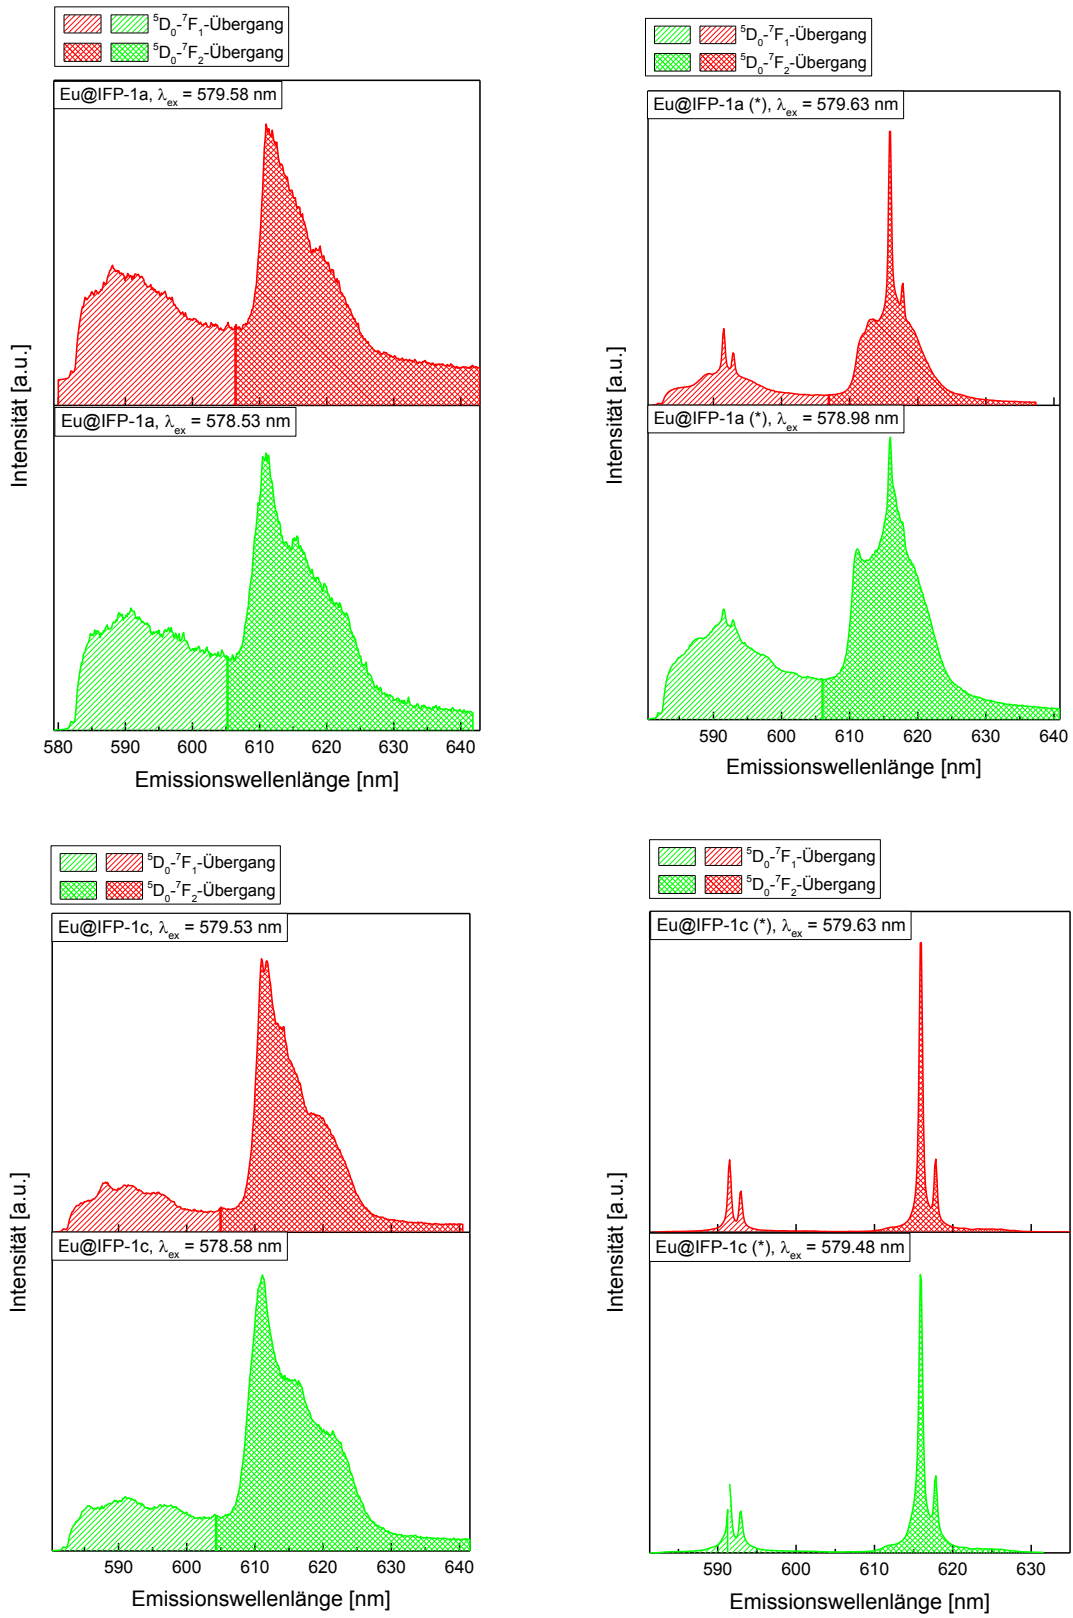 ⁵D₀-⁷F₁-Übergang
⁵D₀-⁷F₂-Übergang
Eu@IFP-1a, λex = 579.58 nm
Eu@IFP-1a, λex = 578.53 nm
Intensität [a.u.]
580 590 600 610 620 630 640
Emissionswellenlänge [nm]
⁵D₀-⁷F₁-Übergang
⁵D₀-⁷F₂-Übergang
Eu@IFP-1a (*), λex = 579.63 nm
Eu@IFP-1a (*), λex = 578.98 nm
Intensität [a.u.]
590 600 610 620 630 640
Emissionswellenlänge [nm]
⁵D₀-⁷F₁-Übergang
⁵D₀-⁷F₂-Übergang
Eu@IFP-1c, λex = 579.53 nm
Eu@IFP-1c, λex = 578.58 nm
Intensität [a.u.]
590 600 610 620 630 640
Emissionswellenlänge [nm]
⁵D₀-⁷F₁-Übergang
⁵D₀-⁷F₂-Übergang
Eu@IFP-1c (*), λex = 579.63 nm
Eu@IFP-1c (*), λex = 579.48 nm
Intensität [a.u.]
590 600 610 620 630
Emissionswellenlänge [nm]